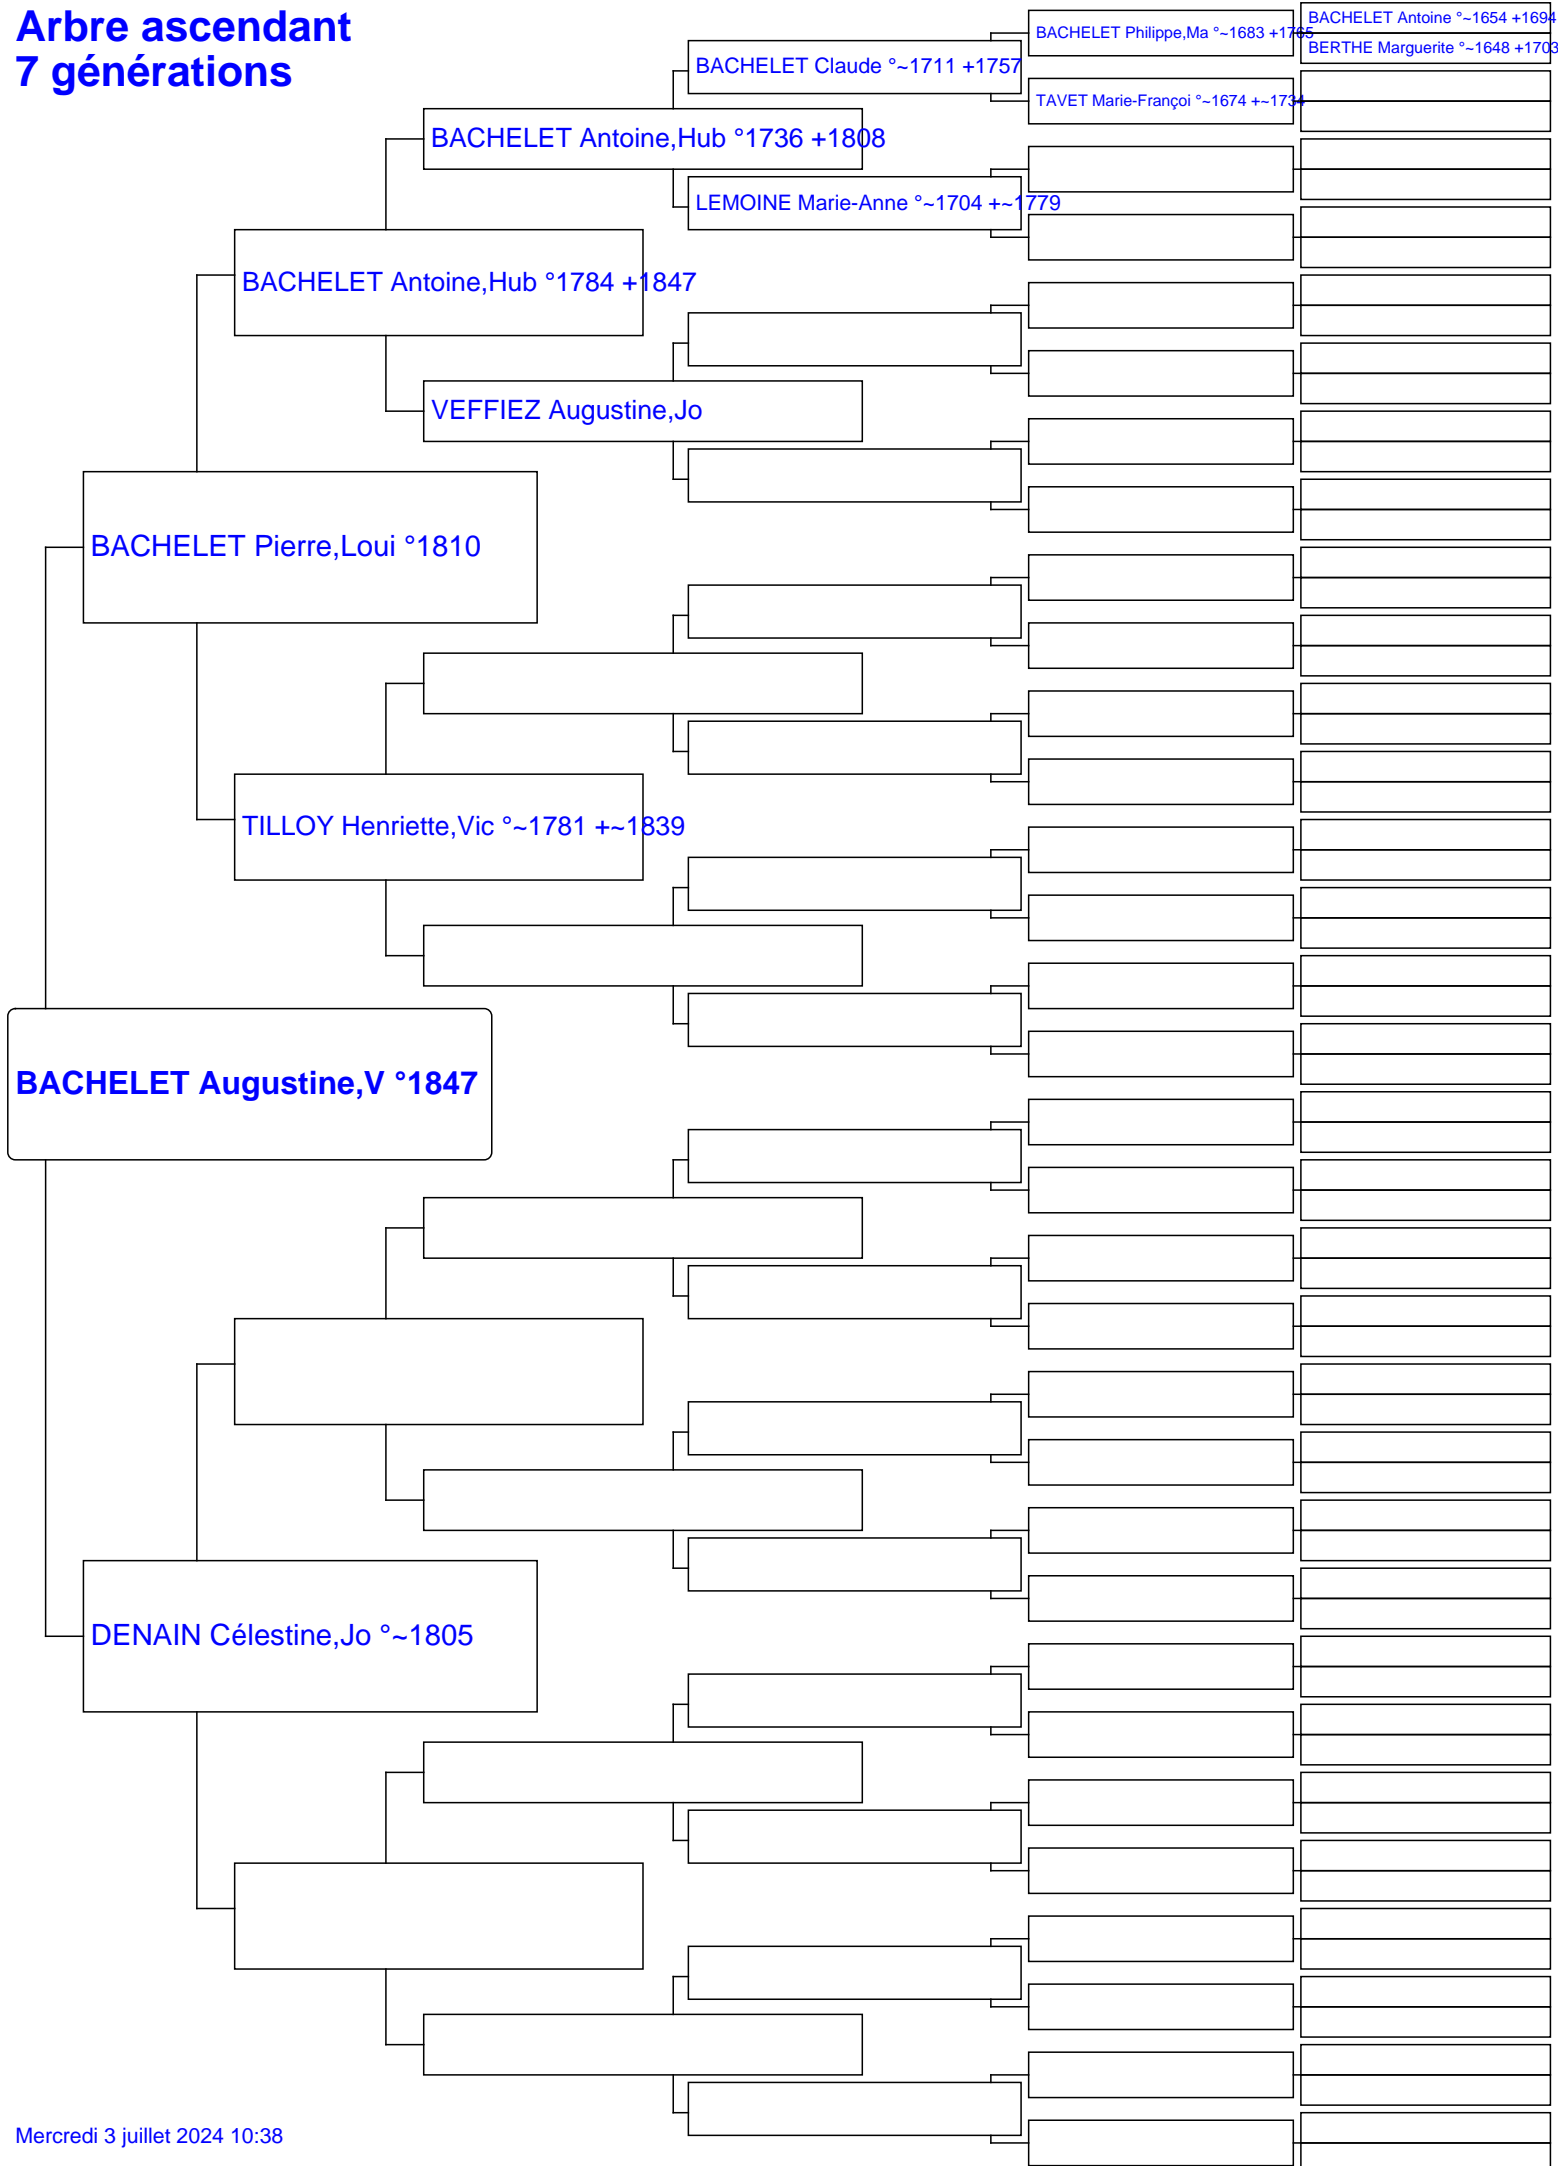 Arbre ascendant
7 générations
BACHELET Antoine °~1654 +1694
BACHELET Philippe,Ma °~1683 +1765
BERTHE Marguerite °~1648 +1703
BACHELET Claude °~1711 +1757
TAVET Marie-Françoi °~1674 +~1734
BACHELET Antoine,Hub °1736 +1808
LEMOINE Marie-Anne °~1704 +~1779
BACHELET Antoine,Hub °1784 +1847
VEFFIEZ Augustine,Jo
BACHELET Pierre,Loui °1810
TILLOY Henriette,Vic °~1781 +~1839
BACHELET Augustine,V °1847
DENAIN Célestine,Jo °~1805
Mercredi 3 juillet 2024 10:38